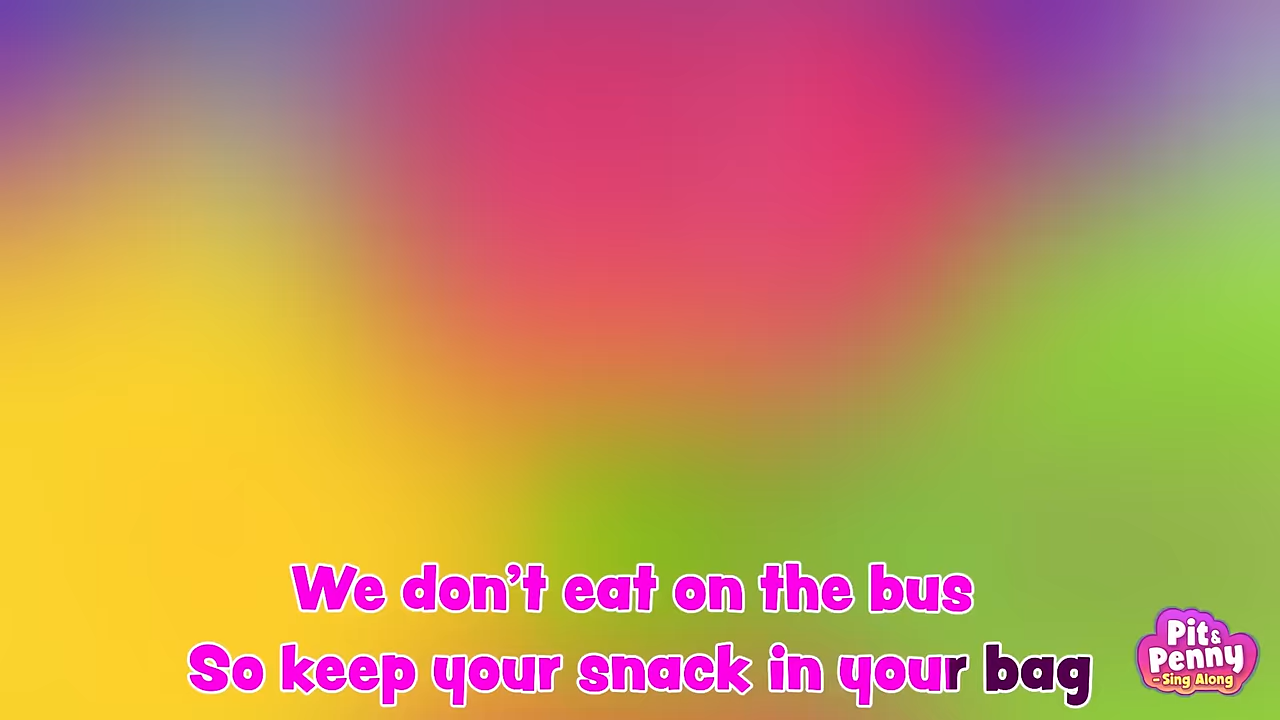 We don't eat on the bus
So keep your snack in your bag
Pit &
Penny
- Sing Along